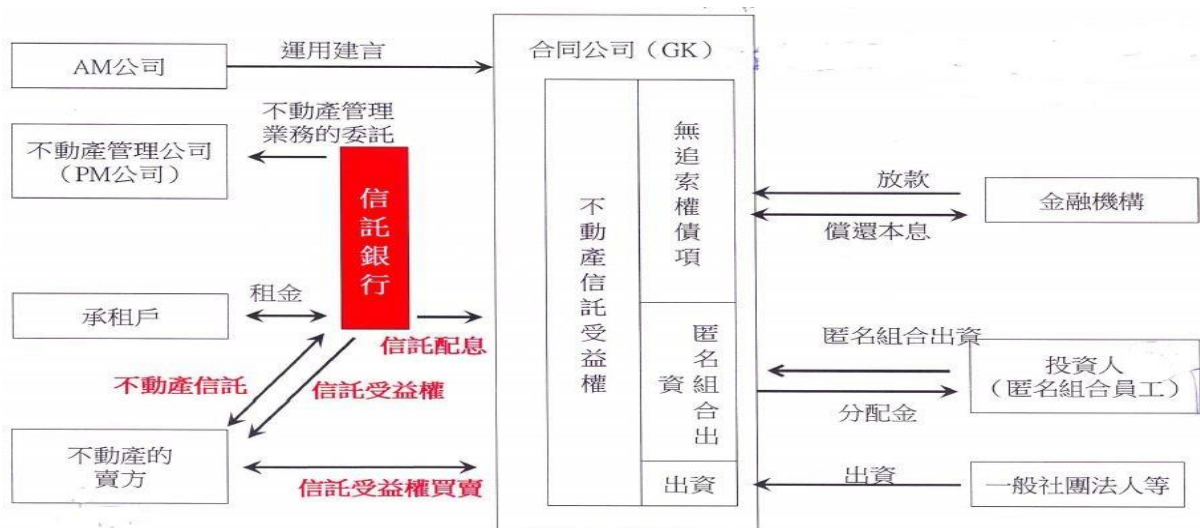 AM公司
運用建言
合同公司（GK）
不動產管理公司
（PM公司）
不動產管理
業務的委託
信託銀行
承租戶
租金
信託配息
不動產信託
信託受益權
不動產的
賣方
信託受益權買賣
不動產信託受益權
無追索權債項
匿名組合出
資
出資
放款
償還本息
金融機構
匿名組合出資
分配金
投資人
（匿名組合員工）
出資
一般社團法人等